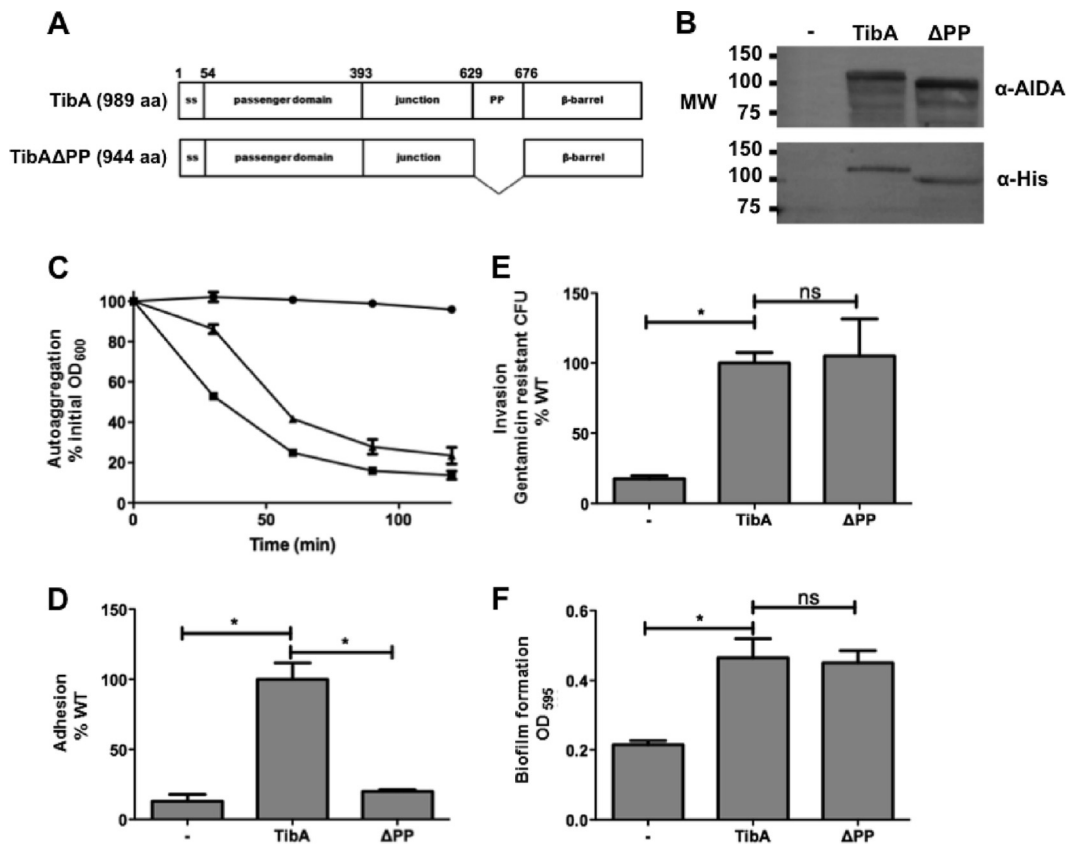 A
1 54 393 629 676
TibA (989 aa) ss passenger domain junction PP β-barrel
TibAΔPP (944 aa) ss passenger domain junction β-barrel
B
- TibA ΔPP
MW
150
100
75
α-AIDA
150
100
75
α-His
C
Autoaggregation
% initial OD600
100
80
60
40
20
0
0 50 100
Time (min)
E
Invasion
Gentamicin resistant CFU
% WT
150
100
50
0
* ns
- TibA ΔPP
D
Adhesion
% WT
150
100
50
0
* *
- TibA ΔPP
F
Biofilm formation
OD 595
0.6
0.4
0.2
0.0
* ns
- TibA ΔPP